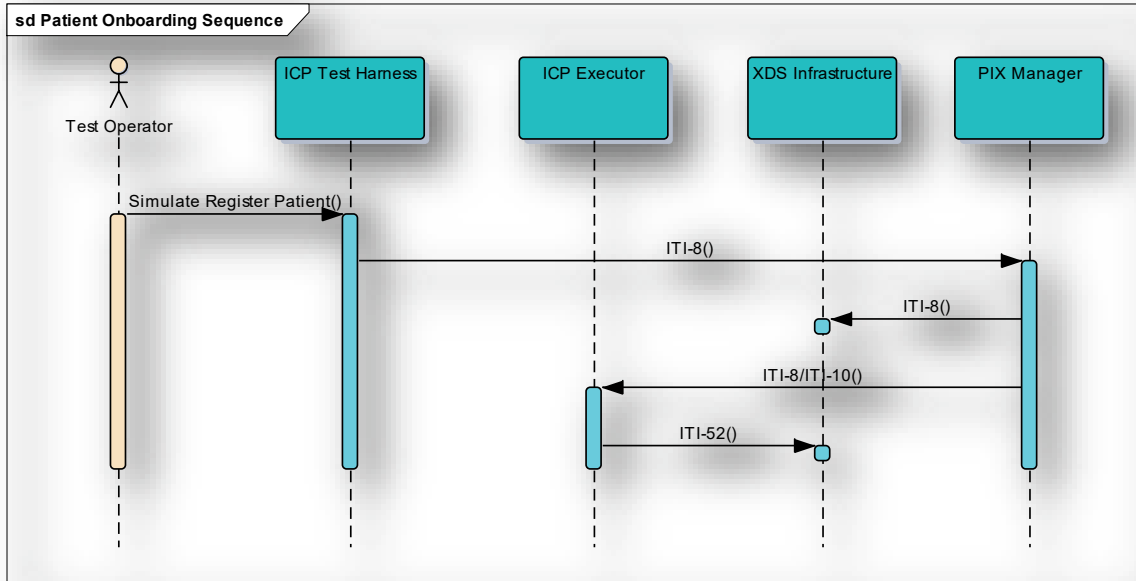 sd Patient Onboarding Sequence
Test Operator
ICP Test Harness
ICP Executor
XDS Infrastructure
PIX Manager
Simulate Register Patient()
ITI-8()
ITI-8()
ITI-8/ITI-10()
ITI-52()